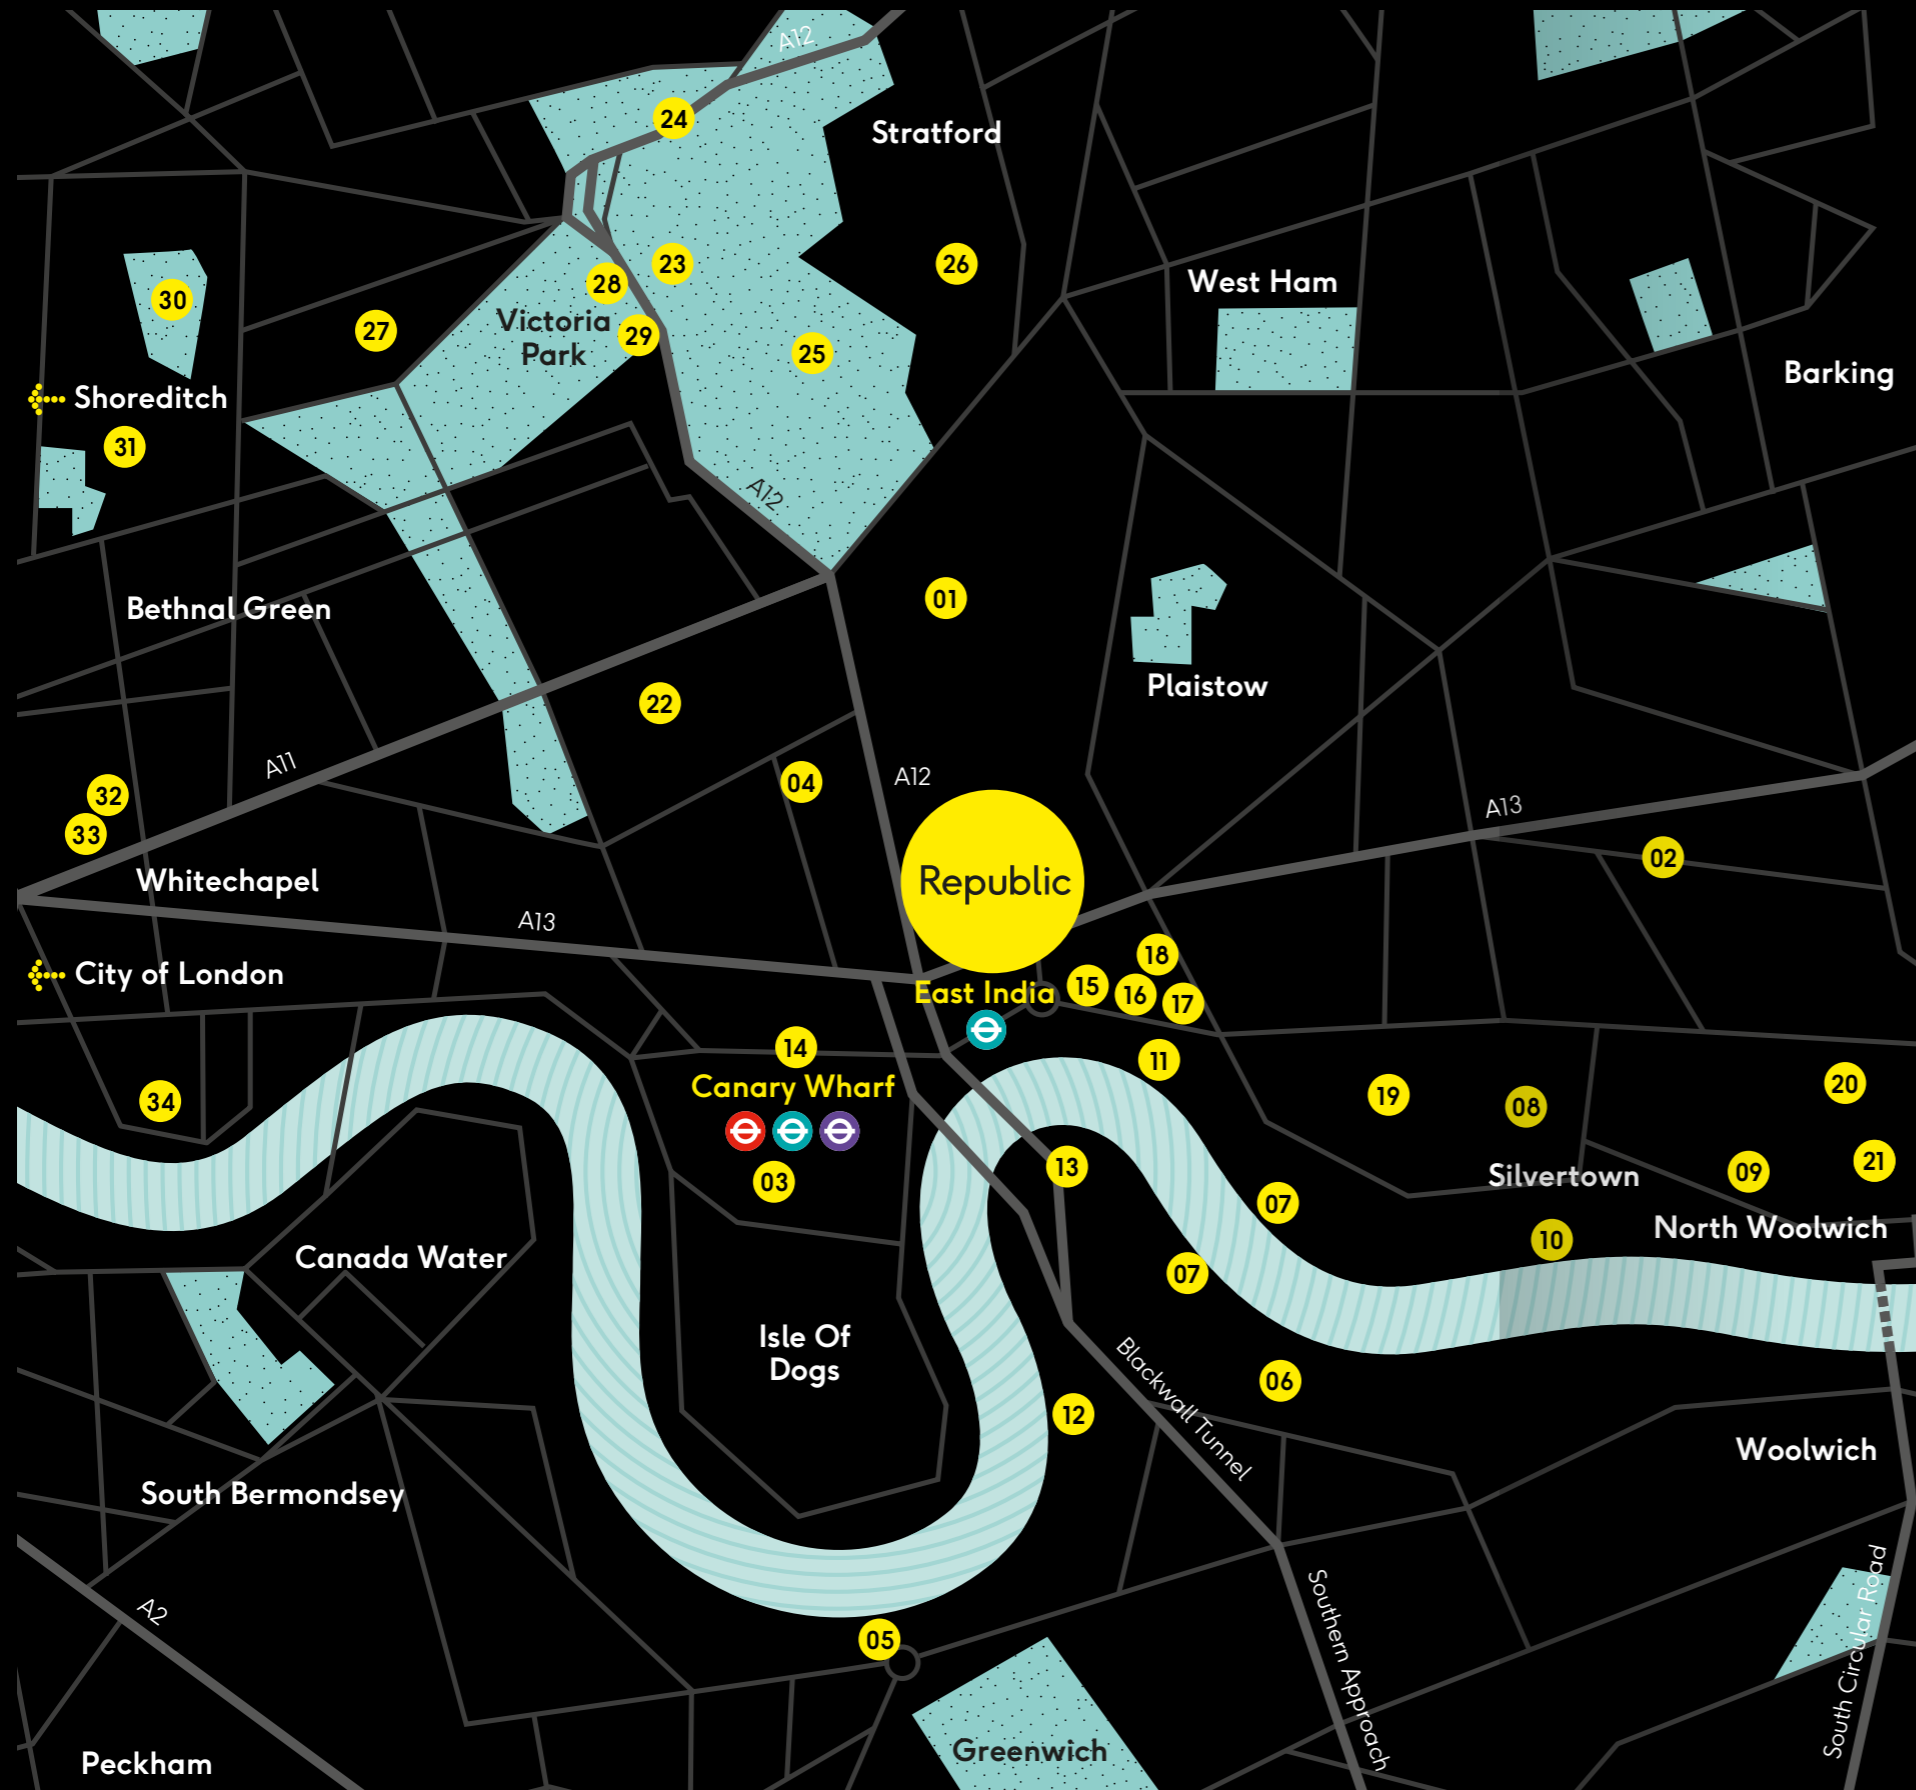 A12
24
Stratford
23
26
28
West Ham
30
27
Victoria
Park
29
25
Barking
Shoreditch
31
A12
01
Bethnal Green
Plaistow
22
A11
04
A12
32
33
A13
02
Republic
Whitechapel
A13
18
City of London
East India
15
16
17
14
11
Canary Wharf
20
19
08
34
13
21
03
Silvertown
09
07
North Woolwich
10
Canada Water
07
Isle Of
Dogs
Blackwall Tunnel
06
12
Woolwich
South Bermondsey
Southern Approach
South Circular Road
A2
05
Greenwich
Peckham